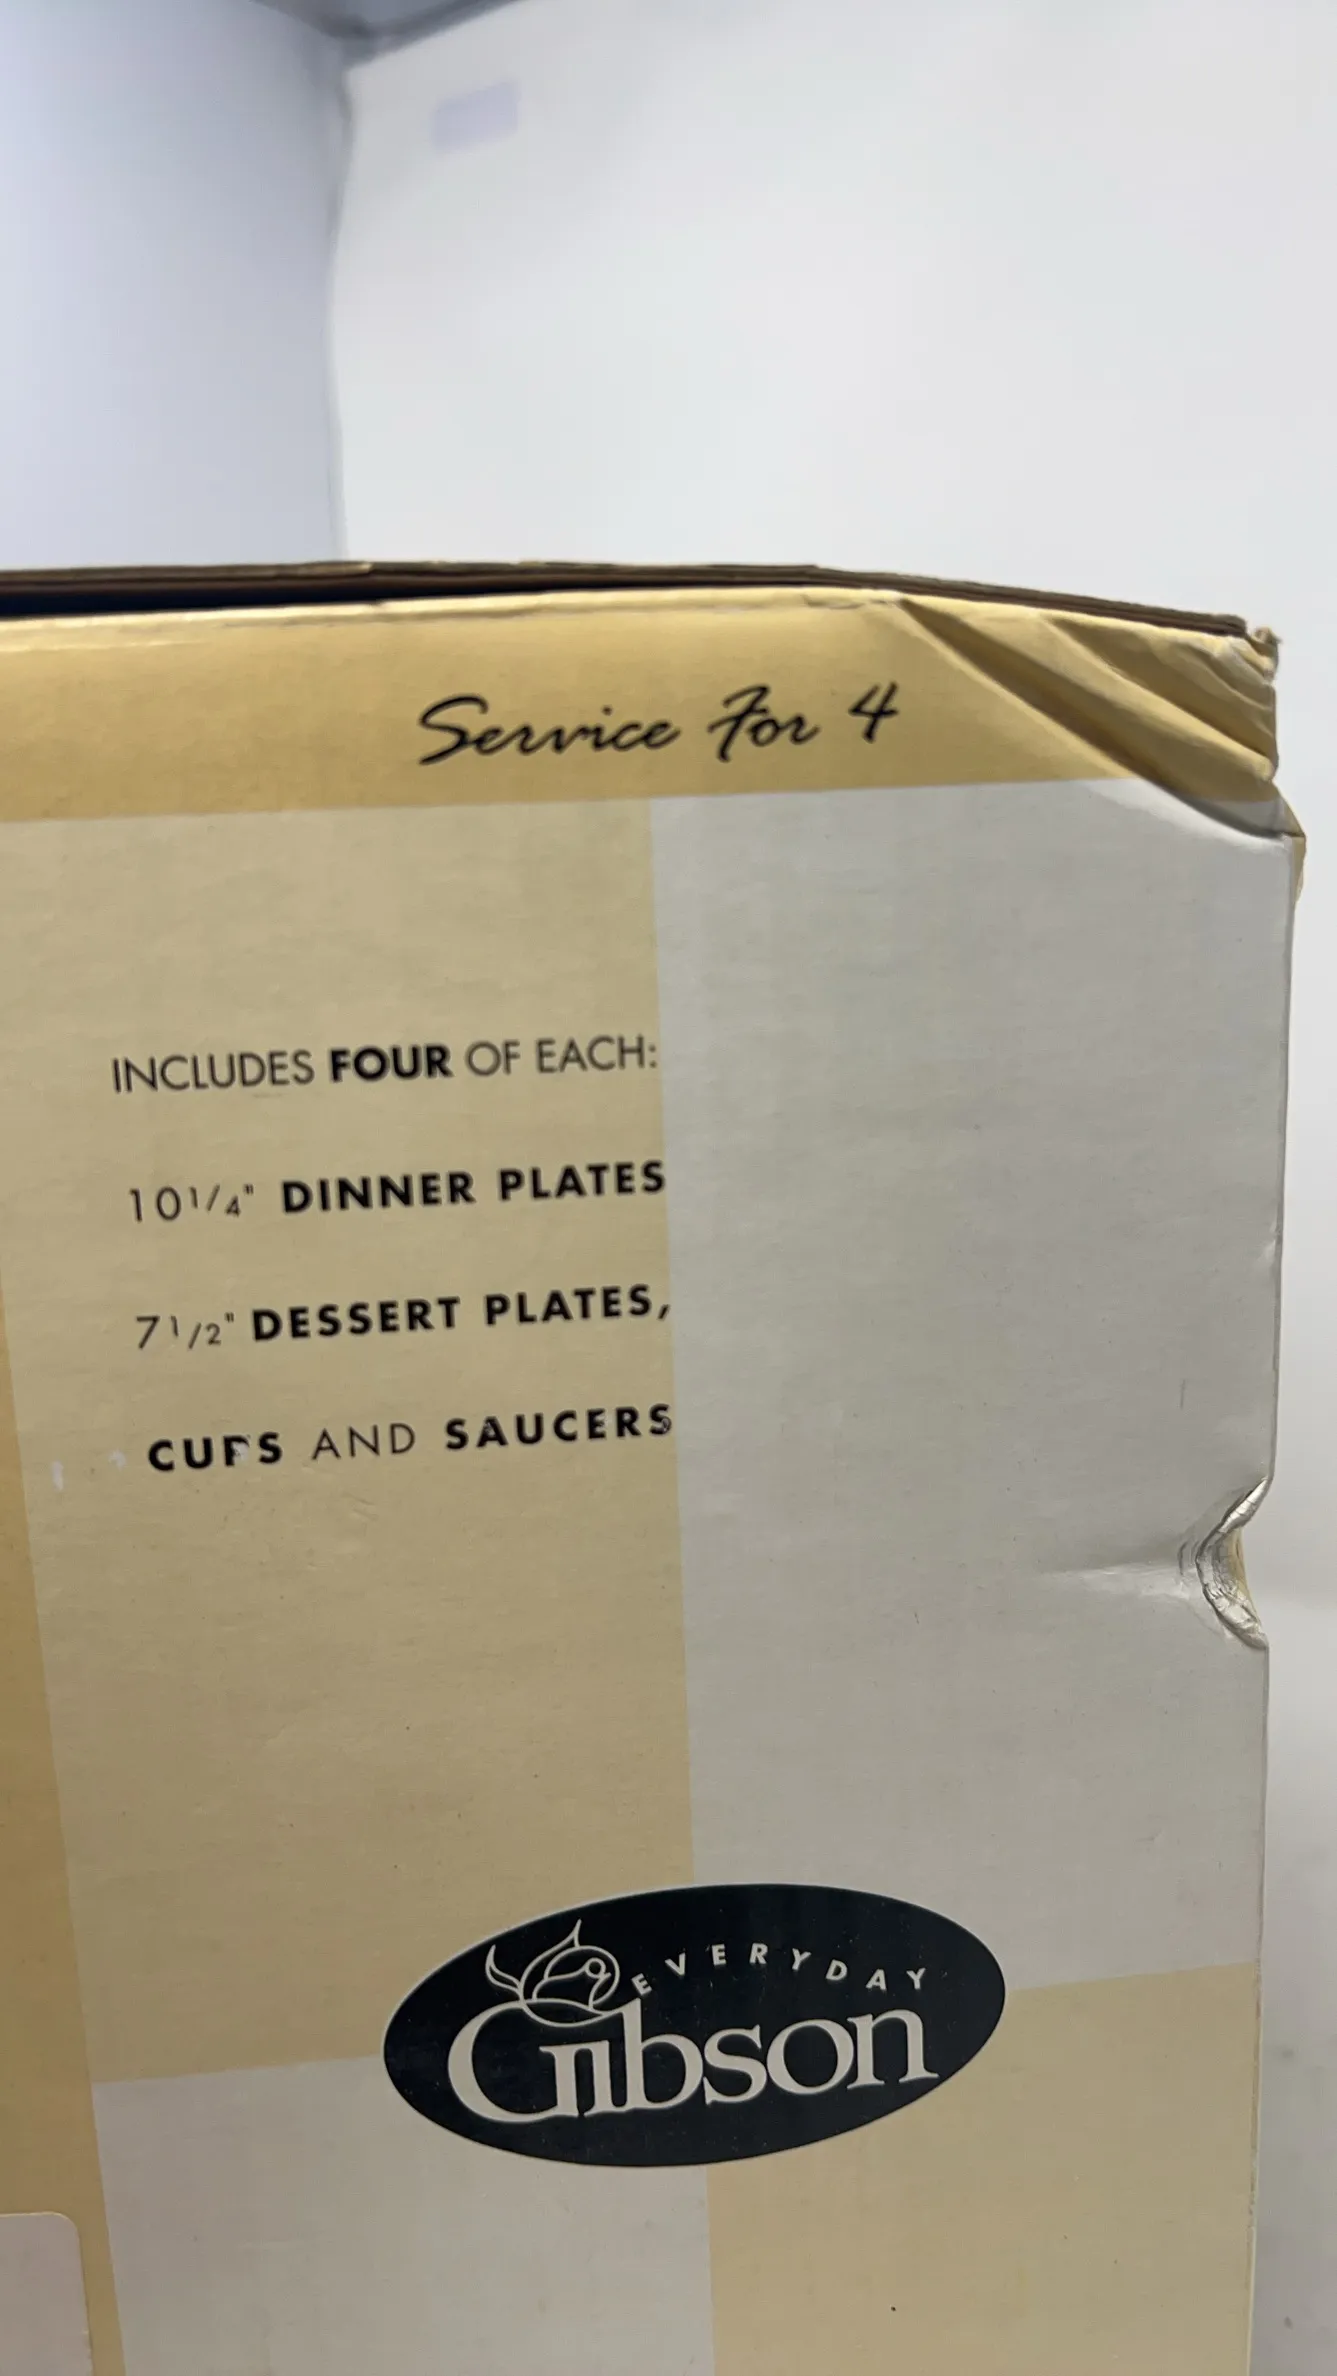 Service For 4
INCLUDES FOUR OF EACH:
10 1/4" DINNER PLATES
7 1/2" DESSERT PLATES,
CUPS AND SAUCERS
EVERYDAY
Gibson